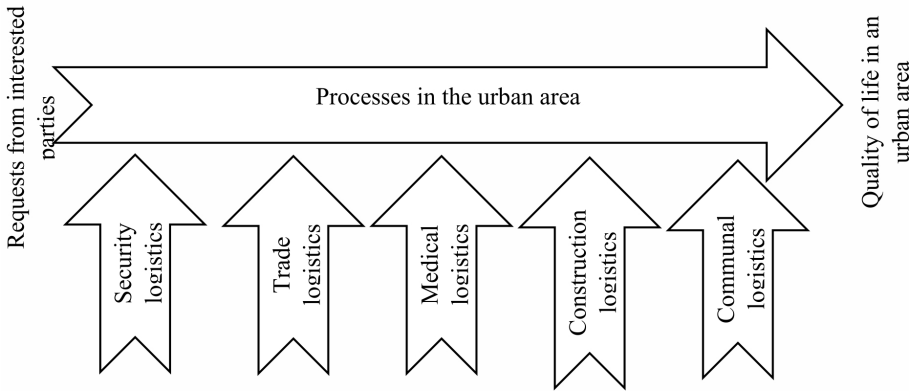 Requests from interested
parties
Processes in the urban area
Quality of life in an
urban area
Security
logistics
Trade
logistics
Medical
logistics
Construction
logistics
Communal
logistics